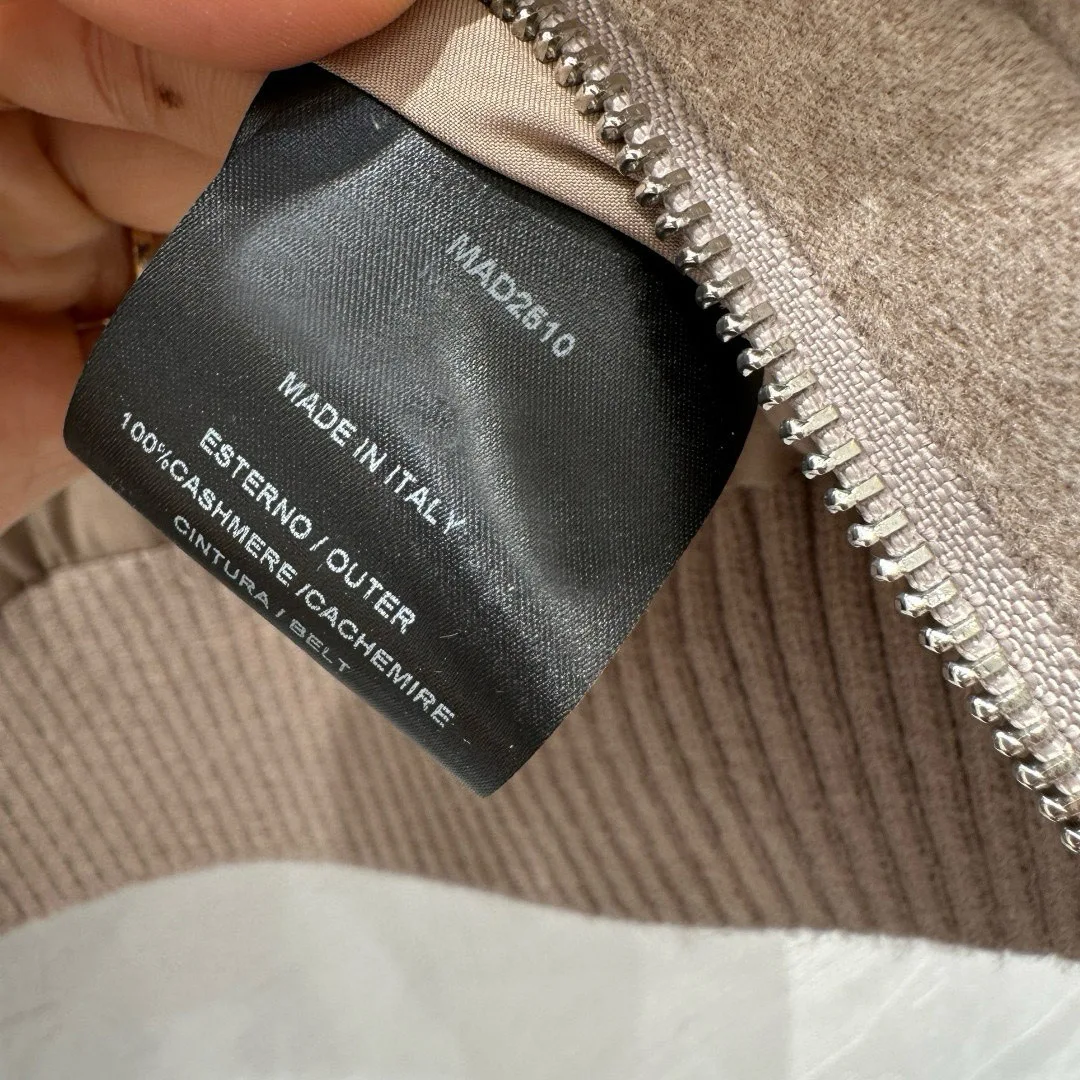 MAD2510
MADE IN ITALY
ESTERNO / OUTER
100%CASHMERE /CACHEMIRE
CINTURA / BELT